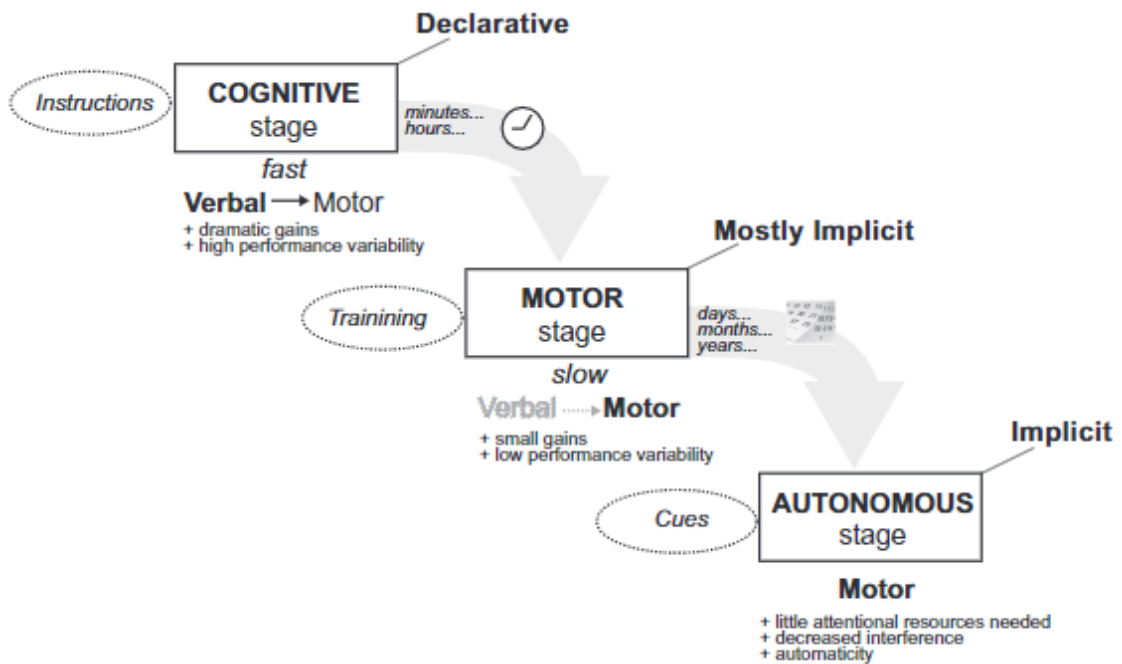 Declarative
Instructions
COGNITIVE
stage
minutes...
hours...
fast
Verbal → Motor
+ dramatic gains
+ high performance variability
Mostly Implicit
Trainining
MOTOR
stage
days...
months...
years...
slow
Verbal → Motor
+ small gains
+ low performance variability
Implicit
Cues
AUTONOMOUS
stage
Motor
+ little attentional resources needed
+ decreased interference
+ automaticity